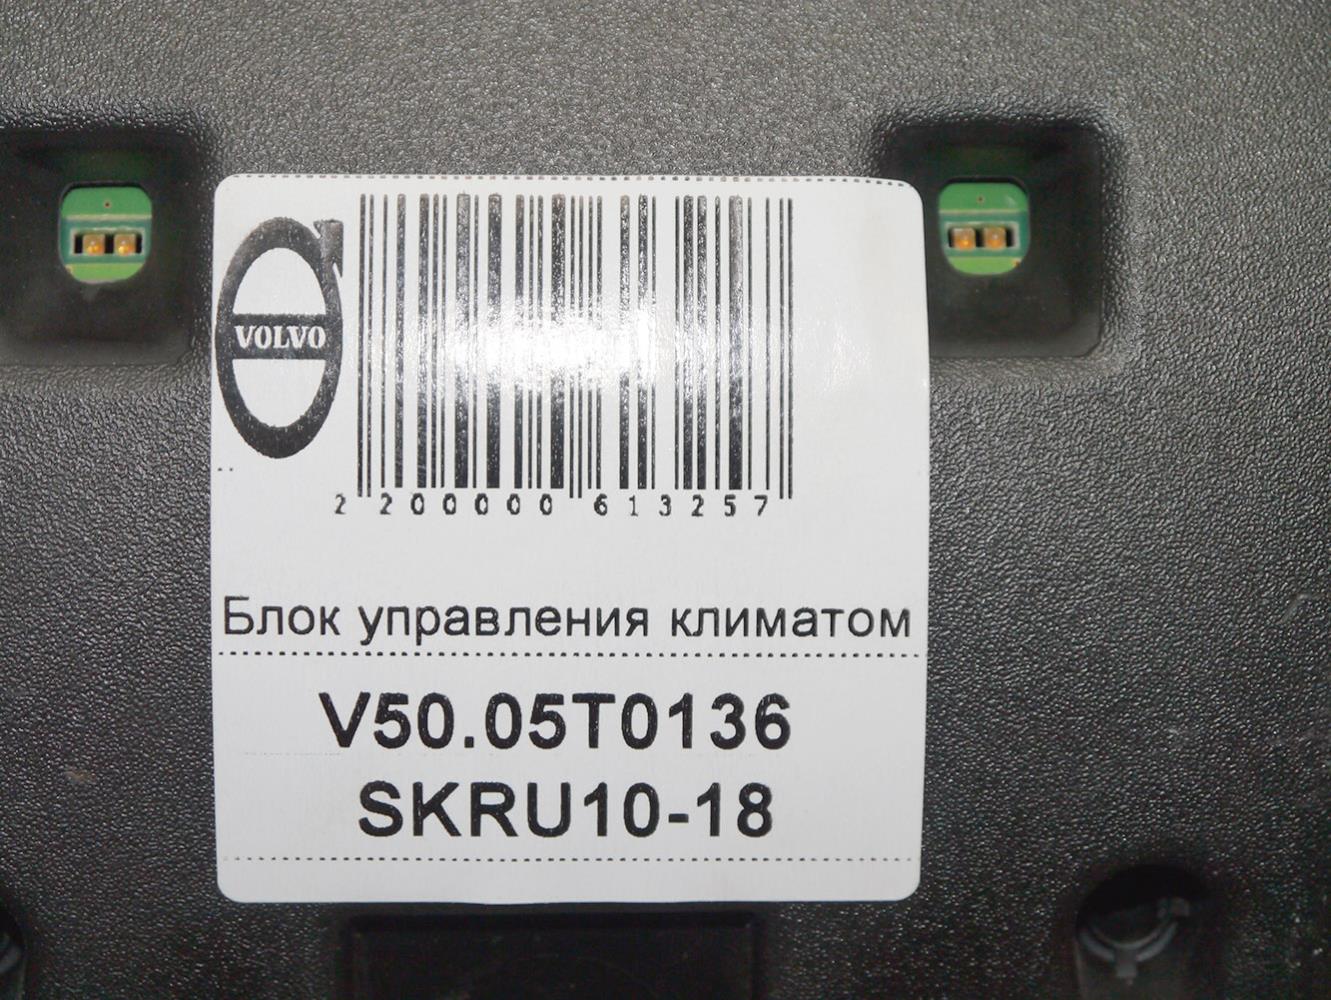 VOLVO
2 200000 613257
Блок управления климатом
V50.05T0136
SKRU10-18